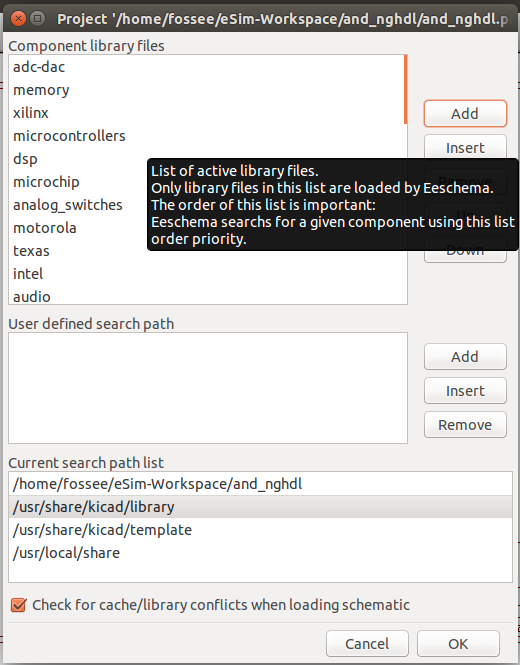 Project '/home/fossee/eSim-Workspace/and_nghdl/and_nghdl.p
Component library files
adc-dac
memory
xilinx
microcontrollers
dsp
microchip
analog_switches
motorola
texas
intel
audio
Add
Insert
List of active library files.
Only library files in this list are loaded by Eeschema.
The order of this list is important:
Eeschema searchs for a given component using this list
order priority.
Down
User defined search path
Add
Insert
Remove
Current search path list
/home/fossee/eSim-Workspace/and_nghdl
/usr/share/kicad/library
/usr/share/kicad/template
/usr/local/share
Check for cache/library conflicts when loading schematic
Cancel
OK